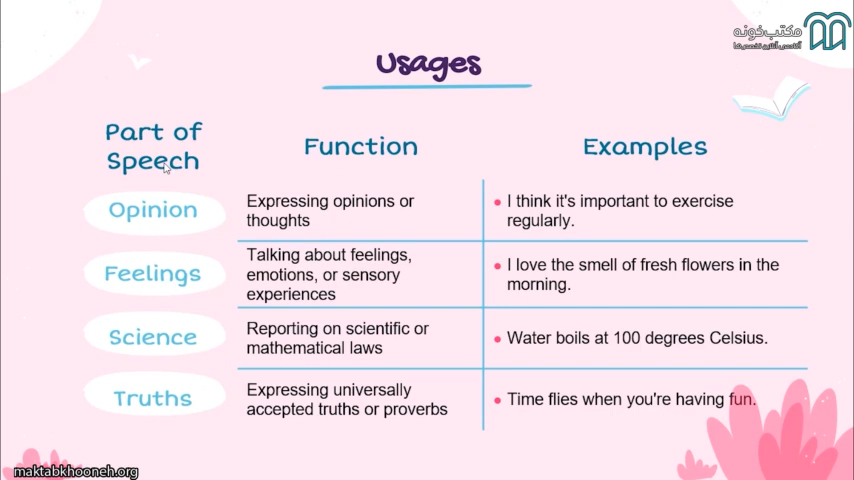 مکتب‌خونه
Usages
Part of
Speech
Function
Examples
Opinion
Expressing opinions or
thoughts
• I think it's important to exercise
regularly.
Feelings
Talking about feelings,
emotions, or sensory
experiences
• I love the smell of fresh flowers in the
morning.
Science
Reporting on scientific or
mathematical laws
• Water boils at 100 degrees Celsius.
Truths
Expressing universally
accepted truths or proverbs
• Time flies when you're having fun.
maktabkhooneh.org